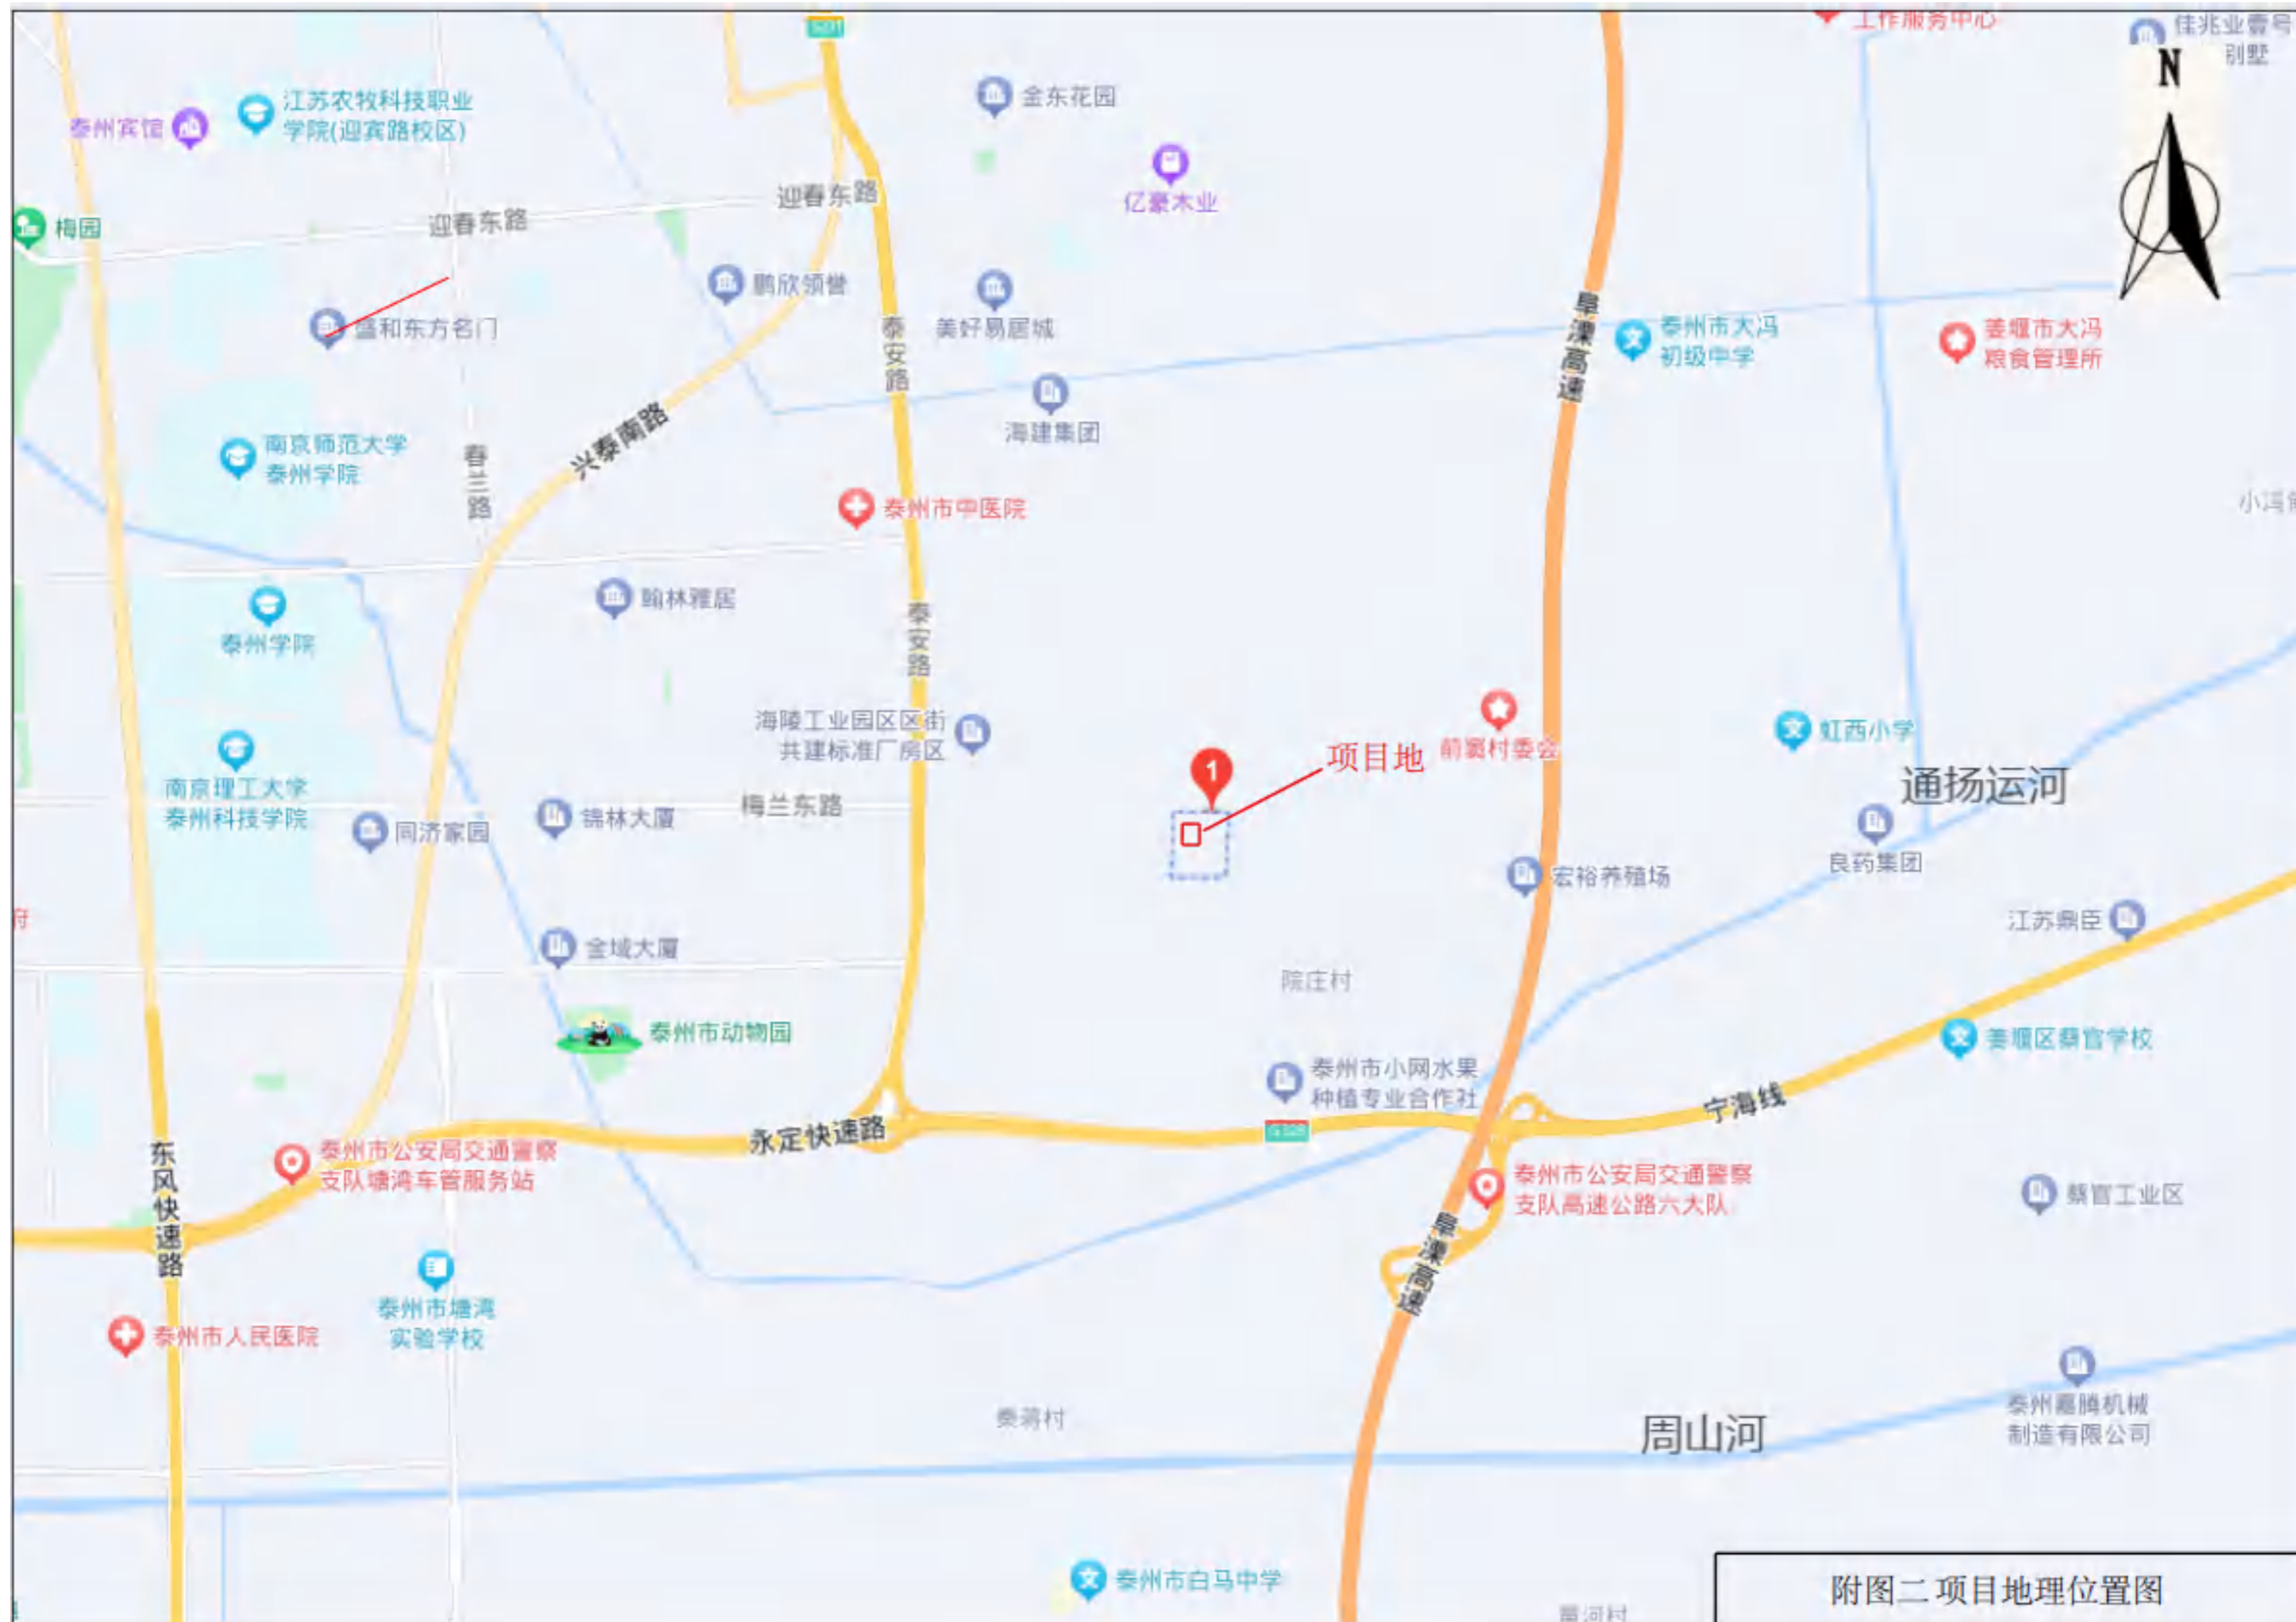 工作服务中心
佳兆业壹号
别墅
N
江苏农牧科技职业
学院(迎宾路校区)
泰州宾馆
金东花园
亿豪木业
迎春东路
迎春东路
梅园
鹏欣领誉
盛和东方名门
美好易居城
泰安路
阜溧高速
泰州市大冯
初级中学
姜堰市大冯
粮食管理所
海建集团
兴泰南路
南京师范大学
泰州学院
春兰路
泰州市中医院
翰林雅居
泰州学院
泰安路
海陵工业园区区街
共建标准厂房区
前窑村委会
虹西小学
1
项目地
南京理工大学
泰州科技学院
同济家园
锦林大厦
梅兰东路
通扬运河
良药集团
宏裕养殖场
府
江苏鼎臣
金域大厦
院庄村
泰州市动物园
姜堰区蔡官学校
泰州市小网水果
种植专业合作社
宁海线
永定快速路
泰州市公安局交通警察
支队塘湾车管服务站
东风快速路
泰州市公安局交通警察
支队高速公路六大队
蔡官工业区
阜溧高速
泰州市塘湾
实验学校
泰州市人民医院
泰州嘉腾机械
制造有限公司
秦蒋村
周山河
泰州市白马中学
附图二 项目地理位置图